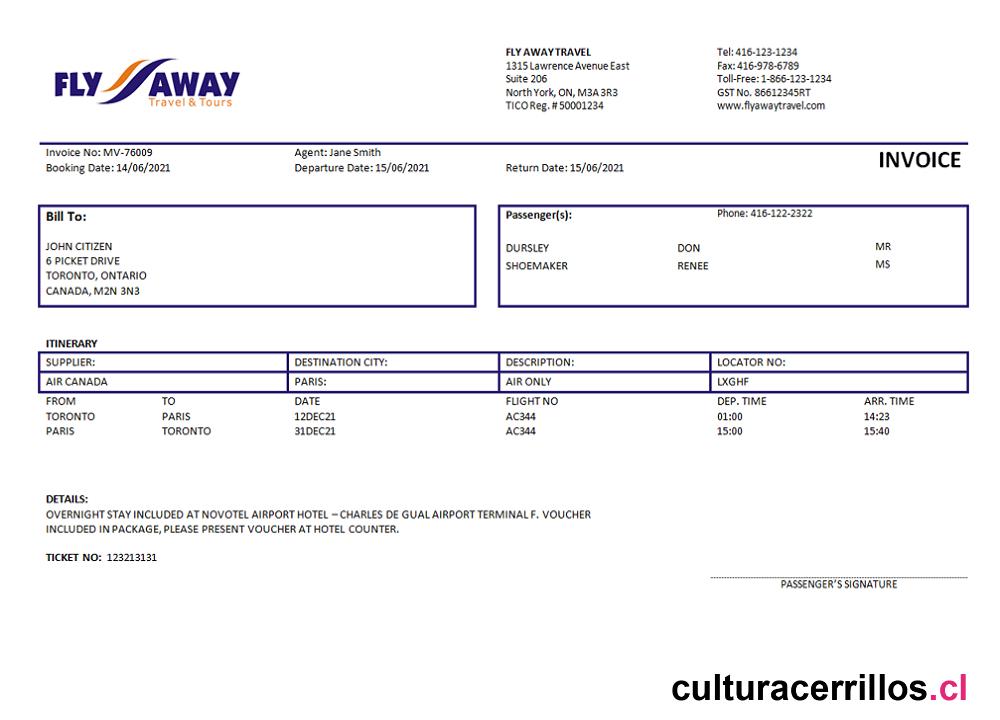 FLY AWAY
Travel & Tours
FLY AWAY TRAVEL
1315 Lawrence Avenue East
Suite 206
North York, ON, M3A 3R3
TICO Reg. # 50001234
Tel: 416-123-1234
Fax: 416-978-6789
Toll-Free: 1-866-123-1234
GST No. 86612345RT
www.flyawaytravel.com
Invoice No: MV-76009 Agent: Jane Smith
INVOICE
Booking Date: 14/06/2021 Departure Date: 15/06/2021 Return Date: 15/06/2021
Bill To:
JOHN CITIZEN
6 PICKET DRIVE
TORONTO, ONTARIO
CANADA, M2N 3N3
Passenger(s): Phone: 416-122-2322
DURSLEY DON MR
SHOEMAKER RENEE MS
ITINERARY
SUPPLIER: DESTINATION CITY: DESCRIPTION: LOCATOR NO:
AIR CANADA PARIS: AIR ONLY LXGHF
FROM TO DATE FLIGHT NO DEP. TIME ARR. TIME
TORONTO PARIS 12DEC21 AC344 01:00 14:23
PARIS TORONTO 31DEC21 AC344 15:00 15:40
DETAILS:
OVERNIGHT STAY INCLUDED AT NOVOTEL AIRPORT HOTEL – CHARLES DE GUAL AIRPORT TERMINAL F. VOUCHER
INCLUDED IN PACKAGE, PLEASE PRESENT VOUCHER AT HOTEL COUNTER.
TICKET NO: 123213131
PASSENGER'S SIGNATURE
culturacerrillos.cl